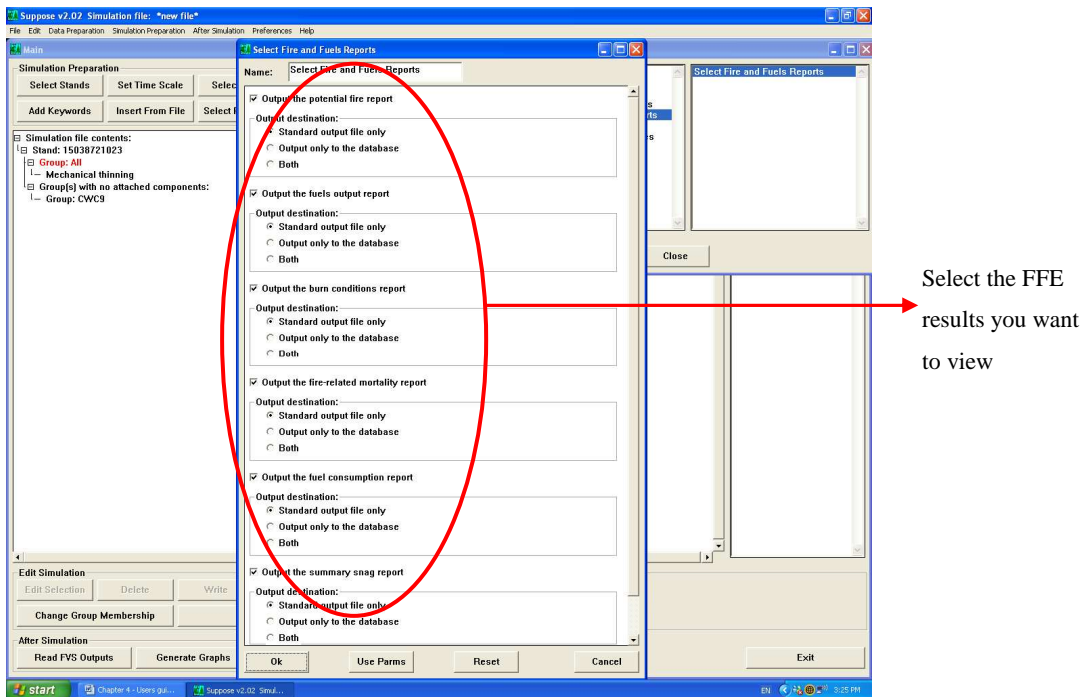 Suppose v2.02 Simulation file: *new file*
File Edit Data Preparation Simulation Preparation After Simulation Preferences Help
Main
Simulation Preparation
Select Stands
Set Time Scale
Selec
Add Keywords
Insert From File
Select
Simulation file contents:
Stand: 15038721023
Group: All
Mechanical thinning
Group(s) with no attached components:
Group: CWC9
Edit Simulation
Edit Selection
Delete
Write
Change Group Membership
After Simulation
Read FVS Outputs
Generate Graphs
Select Fire and Fuels Reports
Name:
Select Fire and Fuels Reports
Output the potential fire report
Output destination:
Standard output file only
Output only to the database
Both
Output the fuels output report
Output destination:
Standard output file only
Output only to the database
Both
Output the burn conditions report
Output destination:
Standard output file only
Output only to the database
Both
Output the fire-related mortality report
Output destination:
Standard output file only
Output only to the database
Both
Output the fuel consumption report
Output destination:
Standard output file only
Output only to the database
Both
Output the summary snag report
Output destination:
Standard output file only
Output only to the database
Both
Ok
Use Parms
Reset
Cancel
s
rts
es
Select Fire and Fuels Reports
Close
Exit
Select the FFE
results you want
to view
start
Chapter 4 - Users gui...
Suppose v2.02 Simul...
EN
3:25 PM